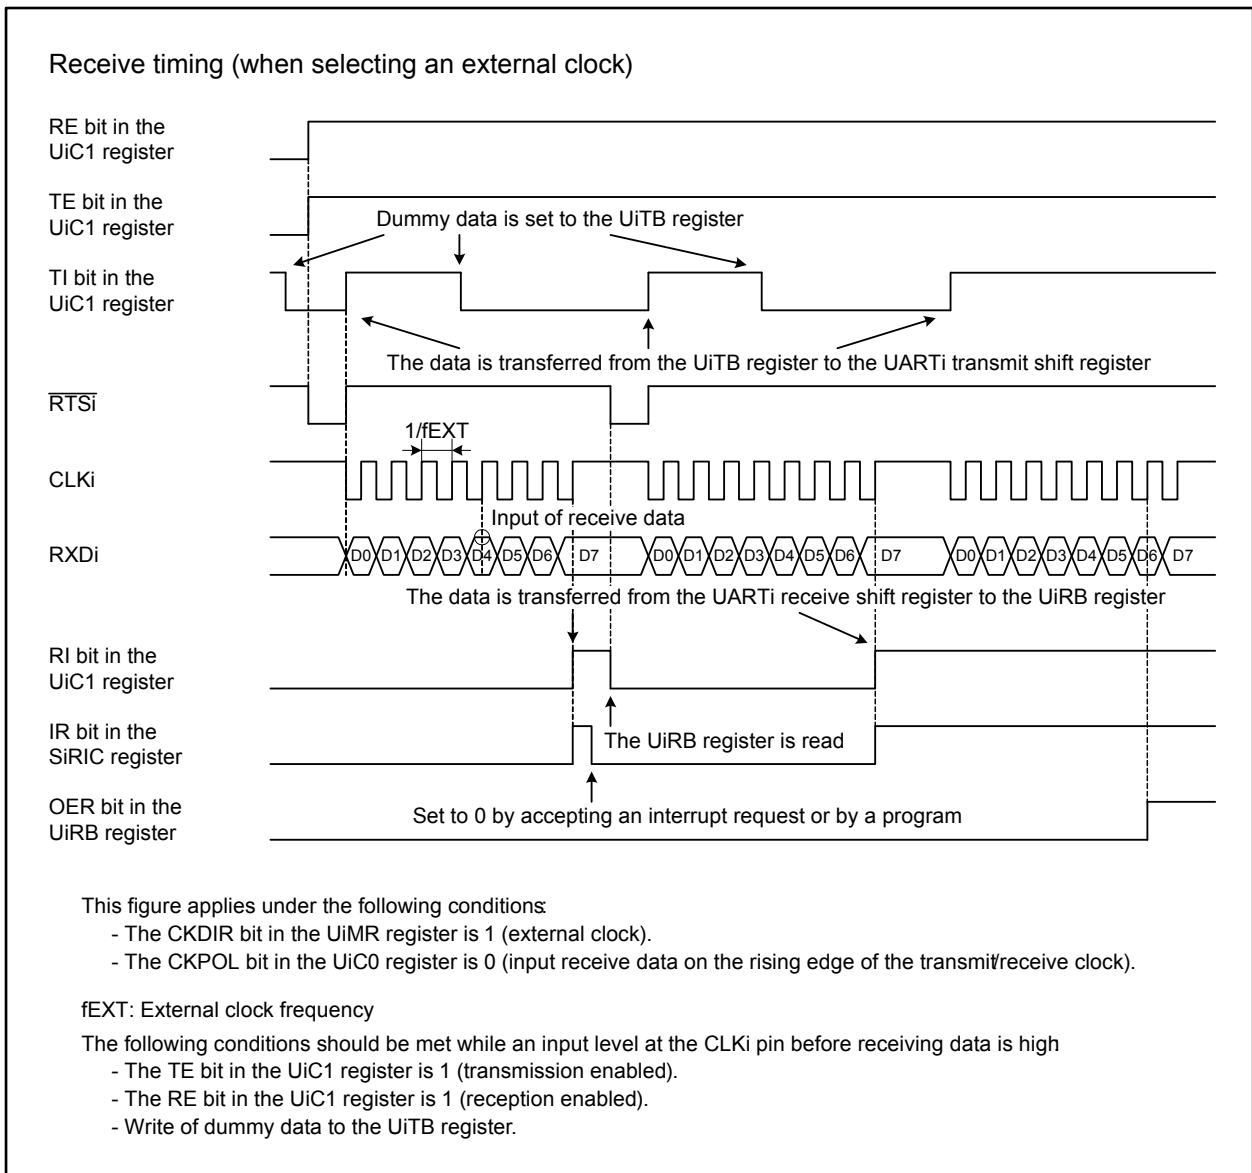 Receive timing (when selecting an external clock)
RE bit in the
UiC1 register
TE bit in the
UiC1 register
Dummy data is set to the UiTB register
TI bit in the
UiC1 register
The data is transferred from the UiTB register to the UARTi transmit shift register
RTSi
1/fEXT
CLKi
Input of receive data
RXDi
D0 D1 D2 D3 D4 D5 D6 D7 D0 D1 D2 D3 D4 D5 D6 D7 D0 D1 D2 D3 D4 D5 D6 D7
The data is transferred from the UARTi receive shift register to the UiRB register
RI bit in the
UiC1 register
The UiRB register is read
IR bit in the
SiRIC register
Set to 0 by accepting an interrupt request or by a program
OER bit in the
UiRB register
This figure applies under the following conditions:
- The CKDIR bit in the UiMR register is 1 (external clock).
- The CKPOL bit in the UiC0 register is 0 (input receive data on the rising edge of the transmit/receive clock).
fEXT: External clock frequency
The following conditions should be met while an input level at the CLKi pin before receiving data is high
- The TE bit in the UiC1 register is 1 (transmission enabled).
- The RE bit in the UiC1 register is 1 (reception enabled).
- Write of dummy data to the UiTB register.